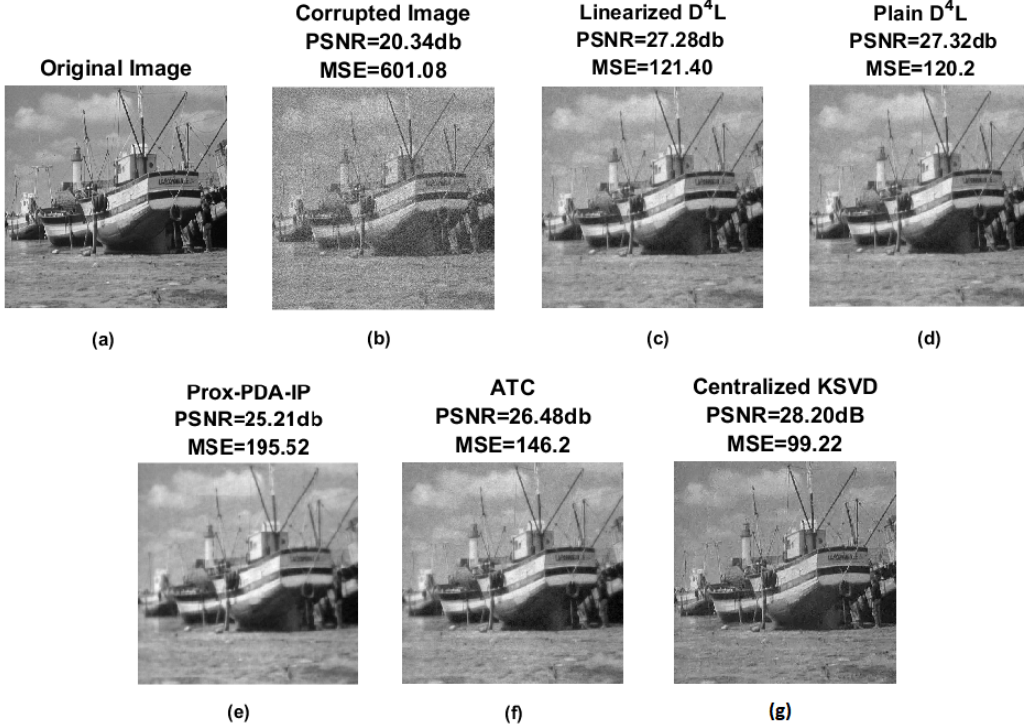 Original Image
Corrupted Image
PSNR=20.34db
MSE=601.08
Linearized D⁴L
PSNR=27.28db
MSE=121.40
Plain D⁴L
PSNR=27.32db
MSE=120.2
(a)
(b)
(c)
(d)
Prox-PDA-IP
PSNR=25.21db
MSE=195.52
ATC
PSNR=26.48db
MSE=146.2
Centralized KSVD
PSNR=28.20dB
MSE=99.22
(e)
(f)
(g)